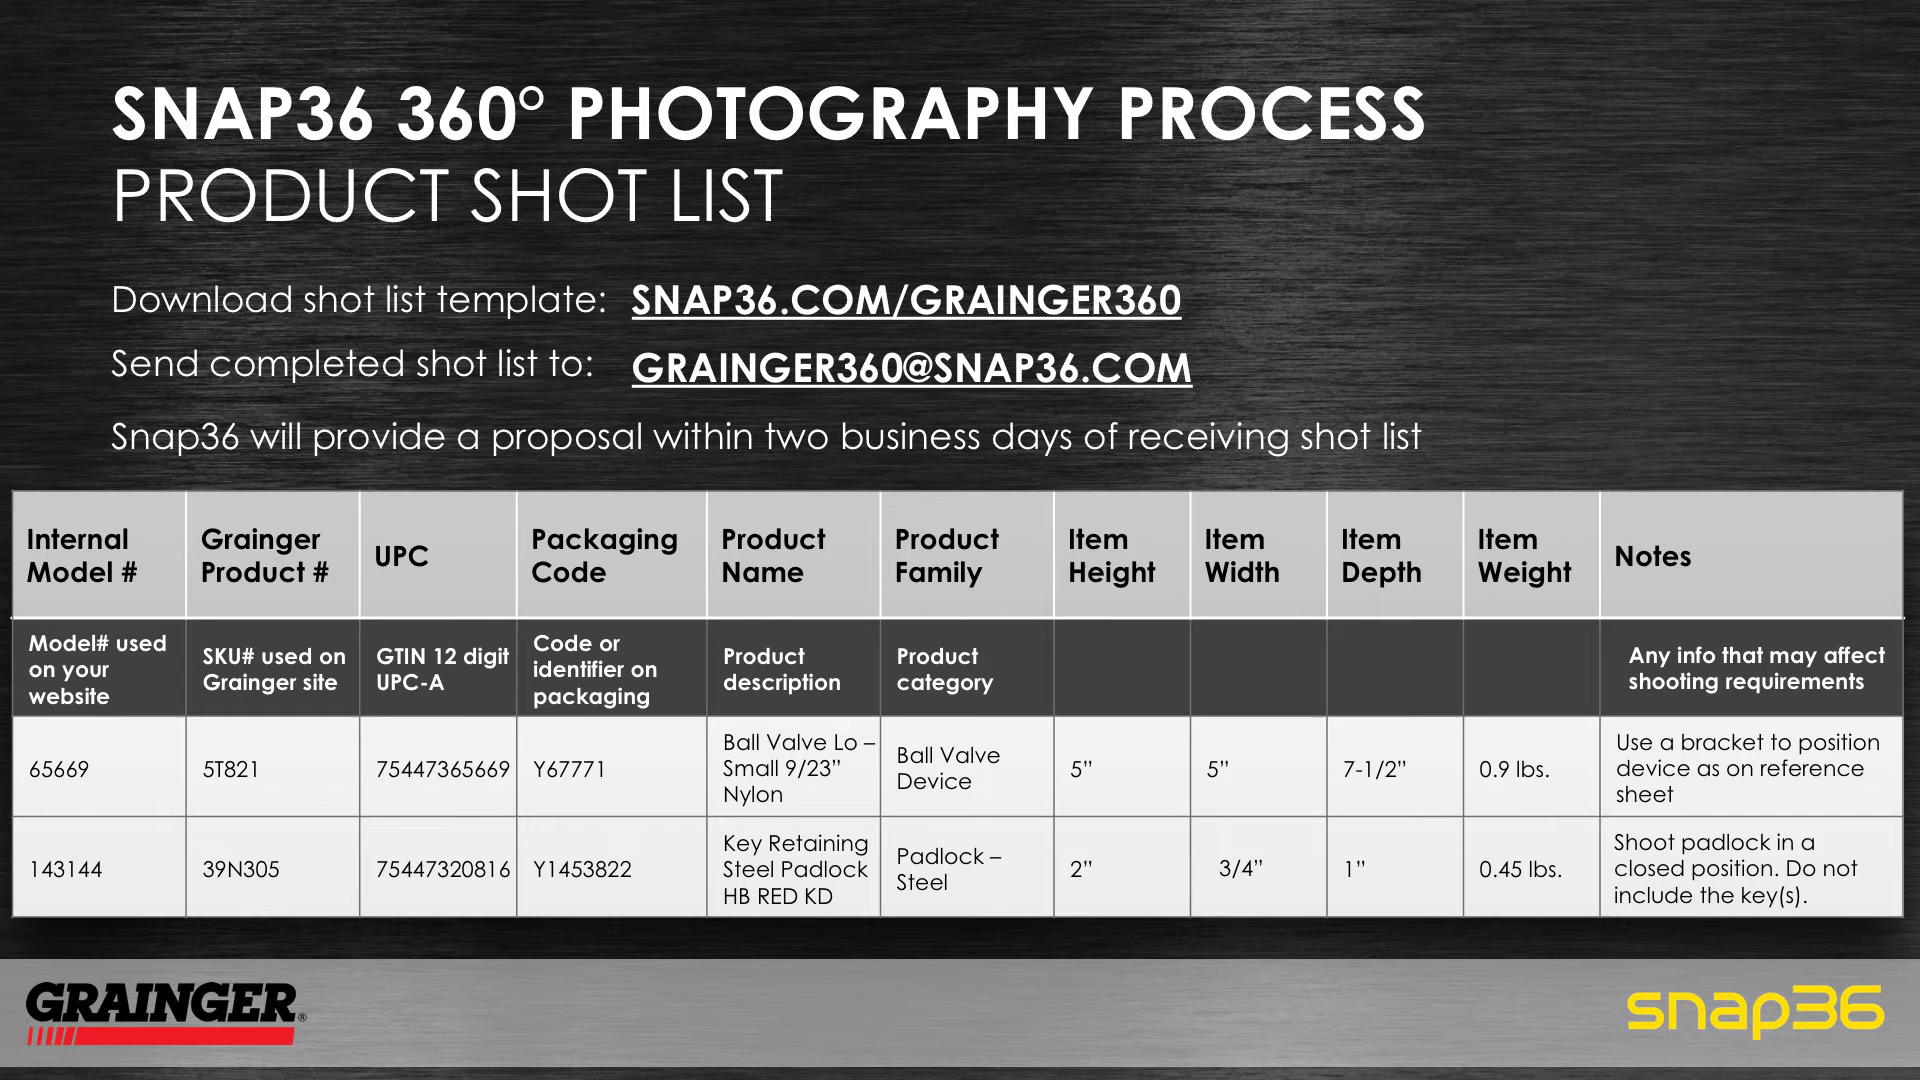 SNAP36 360° PHOTOGRAPHY PROCESS
PRODUCT SHOT LIST
Download shot list template: SNAP36.COM/GRAINGER360
Send completed shot list to: GRAINGER360@SNAP36.COM
Snap36 will provide a proposal within two business days of receiving shot list
Internal
Model #
Grainger
Product #
UPC
Packaging
Code
Product
Name
Product
Family
Item
Height
Item
Width
Item
Depth
Item
Weight
Notes
Model# used
on your
website
SKU# used on
Grainger site
GTIN 12 digit
UPC-A
Code or
identifier on
packaging
Product
description
Product
category
Any info that may affect
shooting requirements
65669
5T821
75447365669
Y67771
Ball Valve Lo –
Small 9/23”
Nylon
Ball Valve
Device
5”
5”
7-1/2”
0.9 lbs.
Use a bracket to position
device as on reference
sheet
143144
39N305
75447320816
Y1453822
Key Retaining
Steel Padlock
HB RED KD
Padlock –
Steel
2”
3/4”
1”
0.45 lbs.
Shoot padlock in a
closed position. Do not
include the key(s).
GRAINGER®
snap36